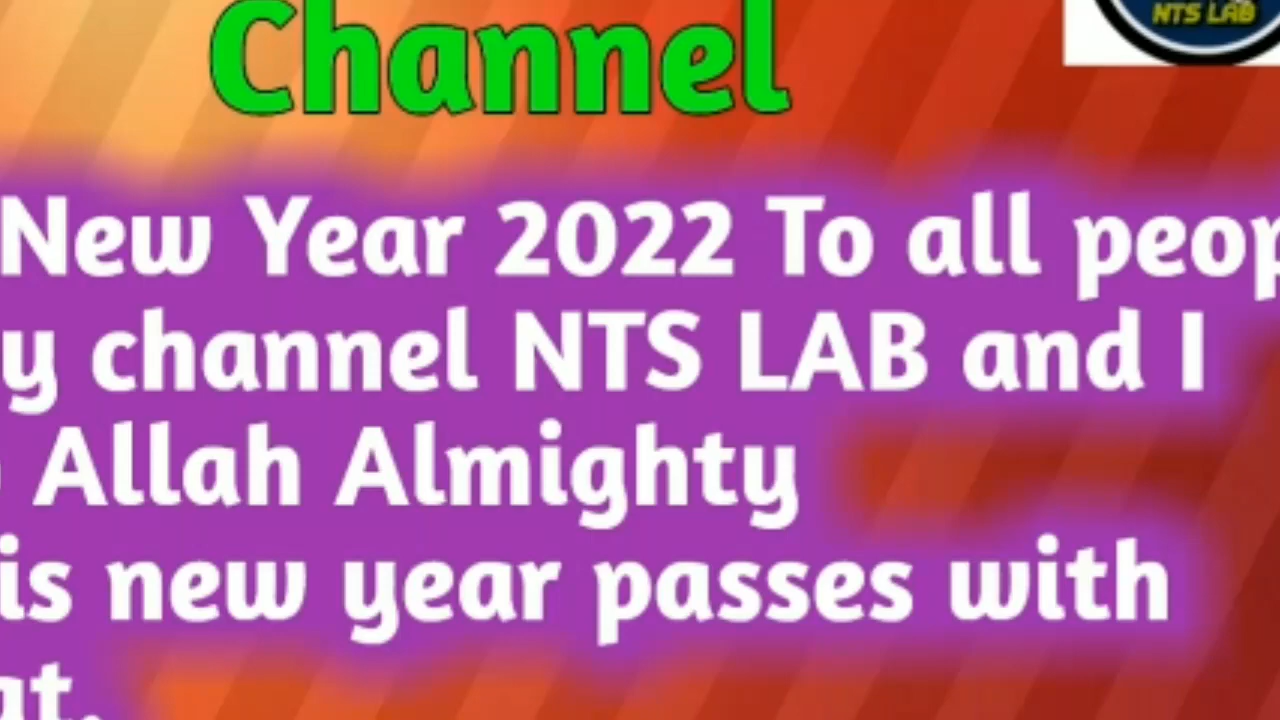 Channel
NTS LAB
New Year 2022 To all
channel NTS LAB and I
Allah Almighty
is new year passes with